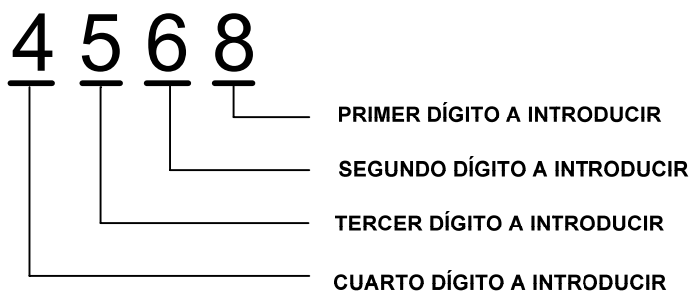 4 5 6 8
PRIMER DÍGITO A INTRODUCIR
SEGUNDO DÍGITO A INTRODUCIR
TERCER DÍGITO A INTRODUCIR
CUARTO DÍGITO A INTRODUCIR